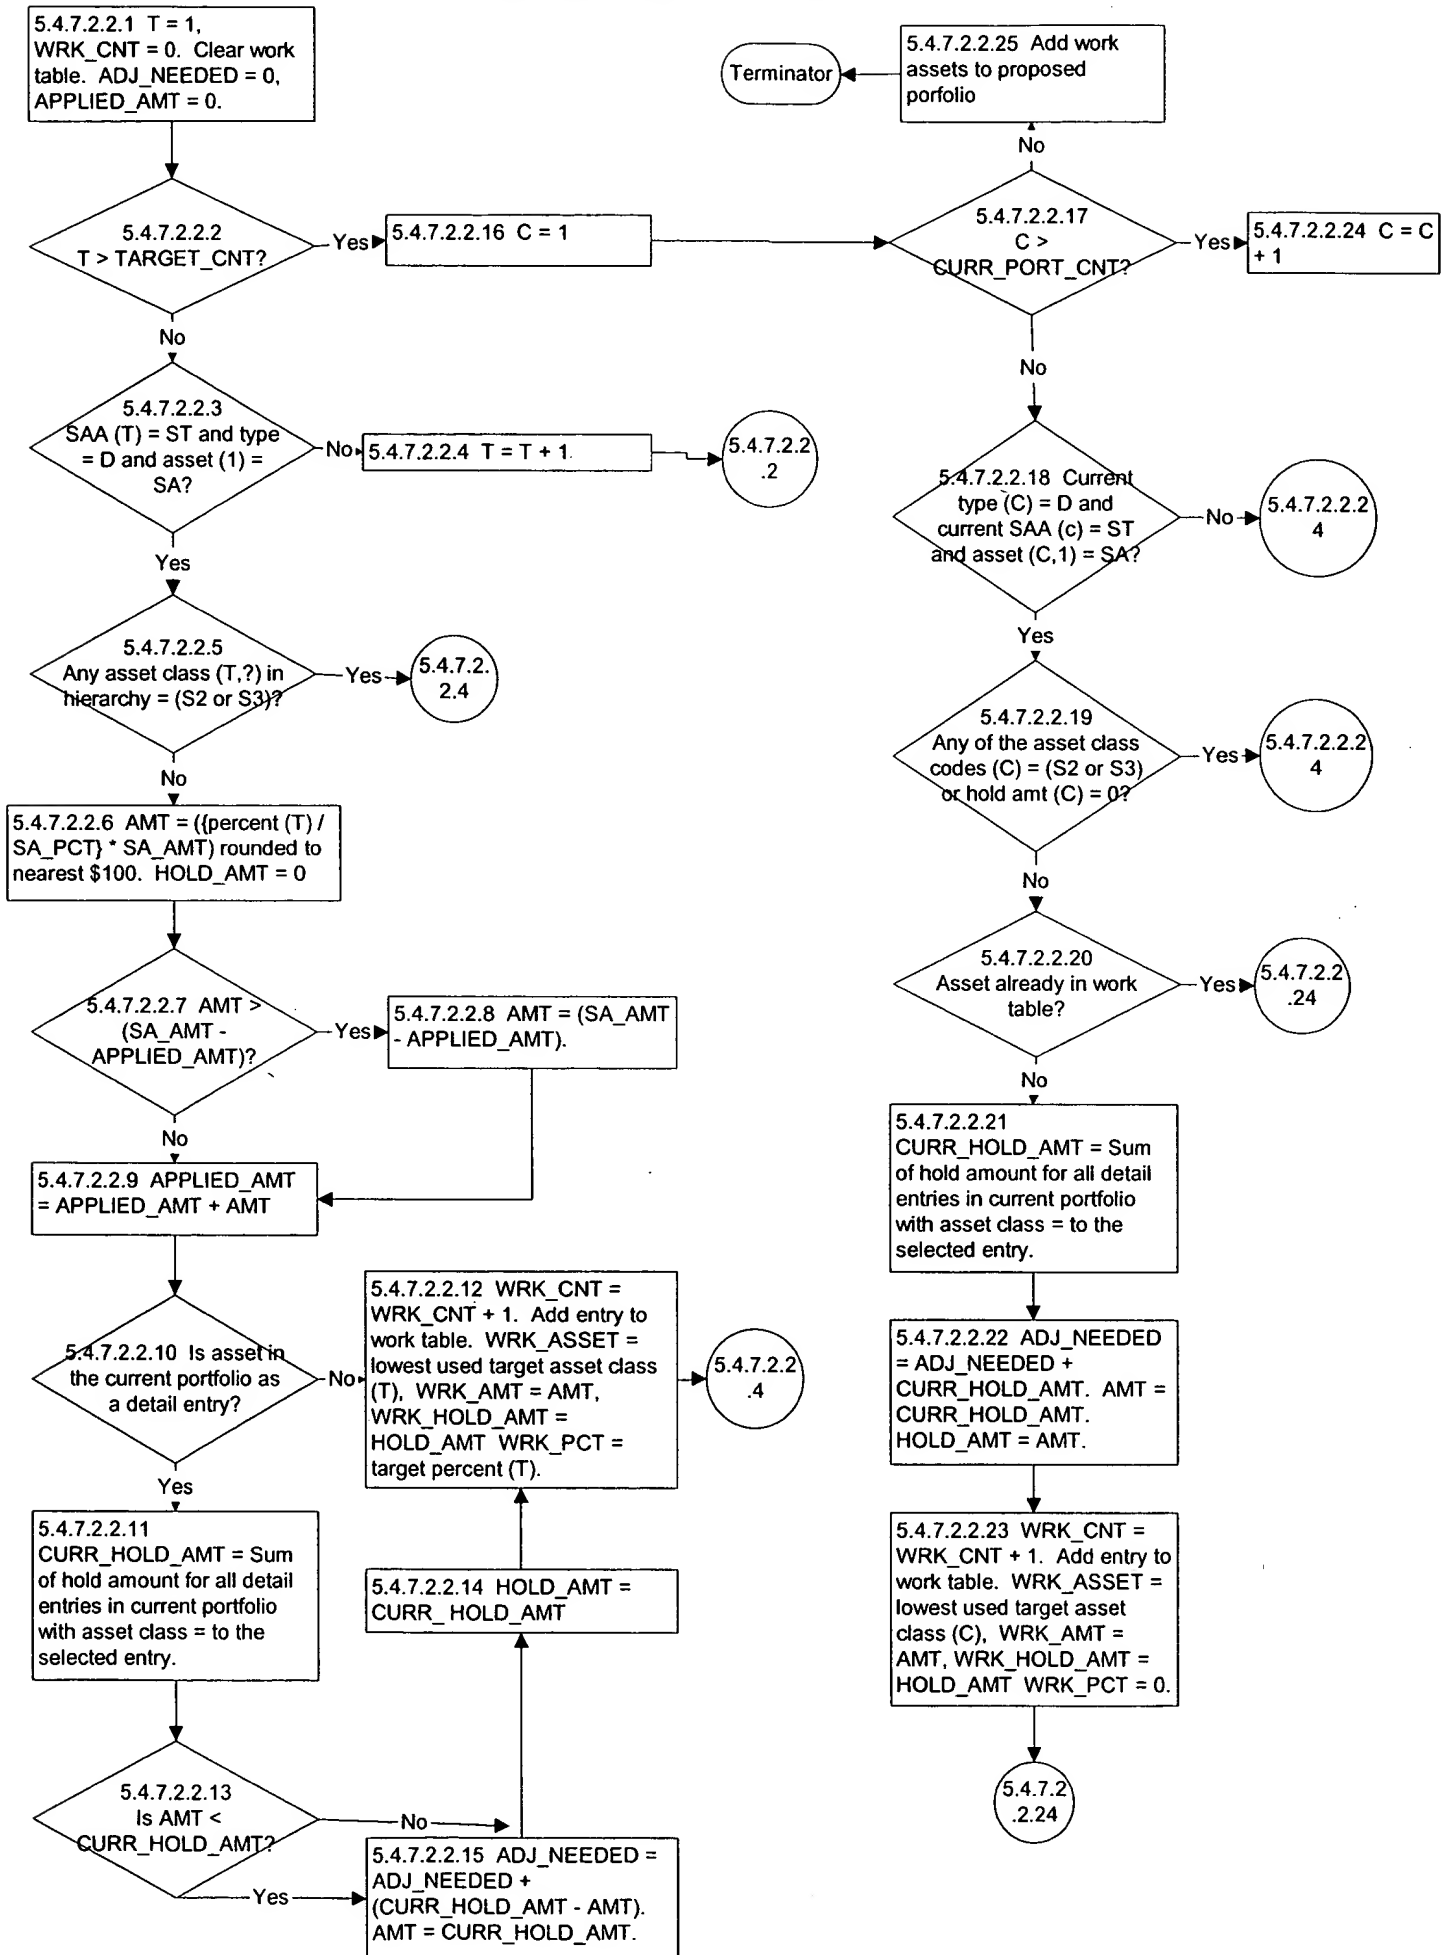 5.4.7.2.2.1 T = 1,
WRK_CNT = 0. Clear work
table. ADJ_NEEDED = 0,
APPLIED_AMT = 0.
5.4.7.2.2.2
T > TARGET_CNT?
Yes
5.4.7.2.2.16 C = 1
No
5.4.7.2.2.3
SAA (T) = ST and type
= D and asset (1) =
SA?
No
5.4.7.2.2.4 T = T + 1.
5.4.7.2.2
.2
Yes
5.4.7.2.2.5
Any asset class (T,?) in
hierarchy = (S2 or S3)?
Yes
5.4.7.2.
2.4
No
5.4.7.2.2.6 AMT = ({percent (T) /
SA_PCT} * SA_AMT) rounded to
nearest $100. HOLD_AMT = 0
5.4.7.2.2.7 AMT >
(SA_AMT -
APPLIED_AMT)?
Yes
5.4.7.2.2.8 AMT = (SA_AMT
- APPLIED_AMT).
No
5.4.7.2.2.9 APPLIED_AMT
= APPLIED_AMT + AMT
5.4.7.2.2.10 Is asset in
the current portfolio as
a detail entry?
No
5.4.7.2.2.12 WRK_CNT =
WRK_CNT + 1. Add entry to
work table. WRK_ASSET =
lowest used target asset class
(T), WRK_AMT = AMT,
WRK_HOLD_AMT =
HOLD_AMT WRK_PCT =
target percent (T).
5.4.7.2.2
.4
Yes
5.4.7.2.2.11
CURR_HOLD_AMT = Sum
of hold amount for all detail
entries in current portfolio
with asset class = to the
selected entry.
5.4.7.2.2.14 HOLD_AMT =
CURR_ HOLD_AMT
5.4.7.2.2.13
Is AMT <
CURR_HOLD_AMT?
No
Yes
5.4.7.2.2.15 ADJ_NEEDED =
ADJ_NEEDED +
(CURR_HOLD_AMT - AMT).
AMT = CURR_HOLD_AMT.
Terminator
5.4.7.2.2.25 Add work
assets to proposed
porfolio
No
5.4.7.2.2.17
C >
CURR_PORT_CNT?
Yes
5.4.7.2.2.24 C = C
+ 1
No
5.4.7.2.2.18 Current
type (C) = D and
current SAA (c) = ST
and asset (C,1) = SA?
No
5.4.7.2.2.2
4
Yes
5.4.7.2.2.19
Any of the asset class
codes (C) = (S2 or S3)
or hold amt (C) = 0?
Yes
5.4.7.2.2.2
4
No
5.4.7.2.2.20
Asset already in work
table?
Yes
5.4.7.2.2
.24
No
5.4.7.2.2.21
CURR_HOLD_AMT = Sum
of hold amount for all detail
entries in current portfolio
with asset class = to the
selected entry.
5.4.7.2.2.22 ADJ_NEEDED
= ADJ_NEEDED +
CURR_HOLD_AMT. AMT =
CURR_HOLD_AMT.
HOLD_AMT = AMT.
5.4.7.2.2.23 WRK_CNT =
WRK_CNT + 1. Add entry to
work table. WRK_ASSET =
lowest used target asset
class (C), WRK_AMT =
AMT, WRK_HOLD_AMT =
HOLD_AMT WRK_PCT = 0.
5.4.7.2
.2.24